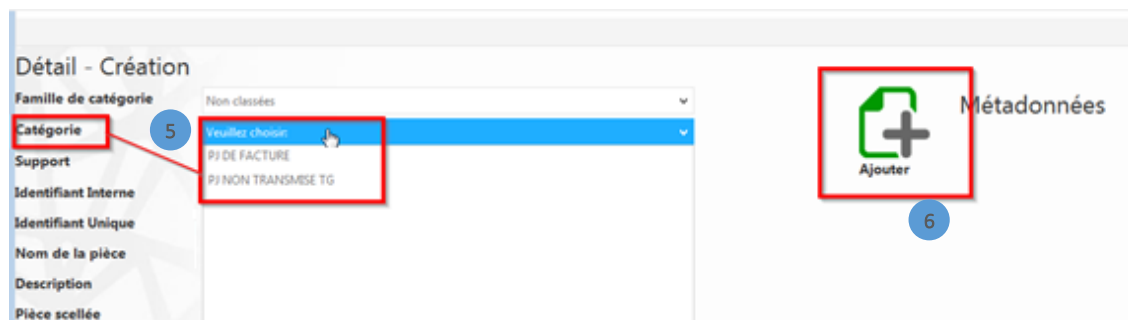 Détail - Création
Famille de catégorie
Non classées
Catégorie
5
Veuillez choisir:
PJ DE FACTURE
PJ NON TRANSMISE TG
Support
Identifiant Interne
Identifiant Unique
Nom de la pièce
Description
Pièce scellée
Ajouter
Métadonnées
6